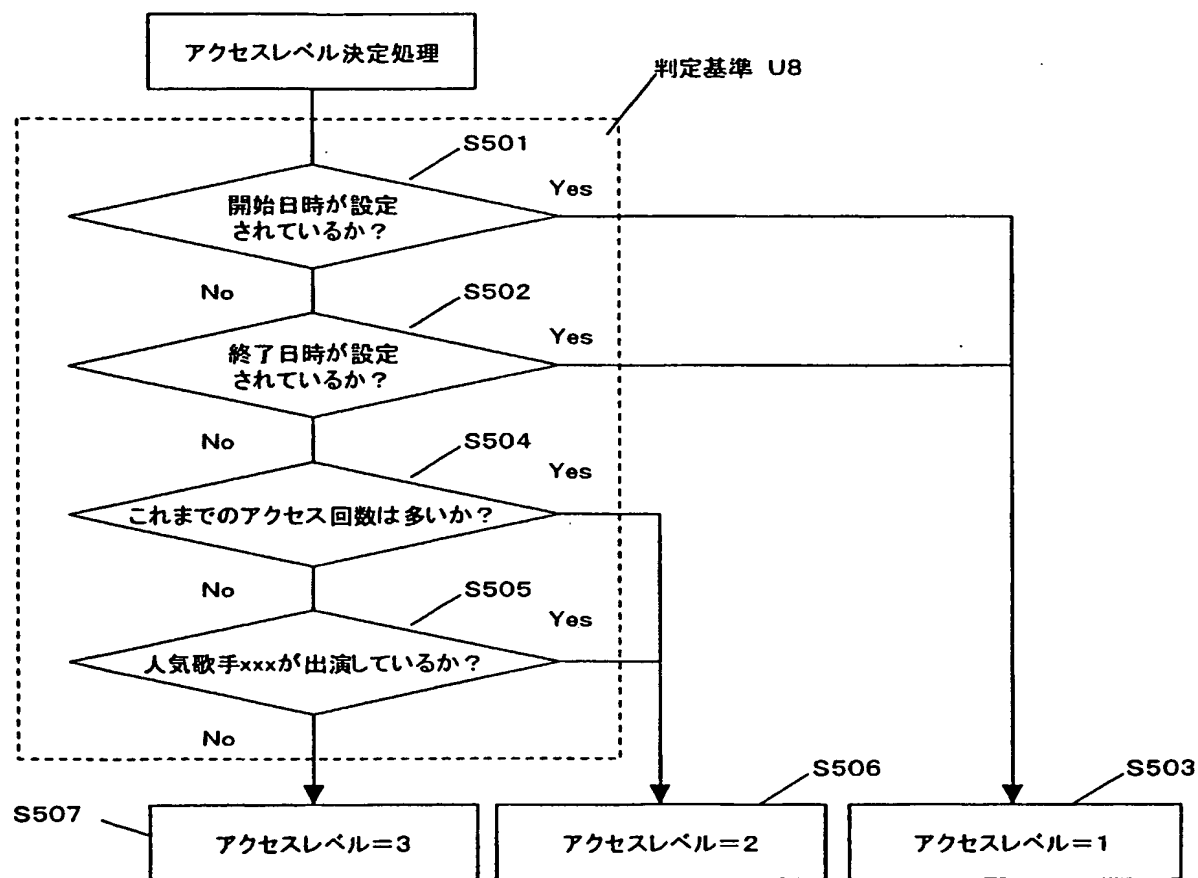 アクセスレベル決定処理
判定基準 U8
S501
開始日時が設定
されているか?
Yes
No
S502
終了日時が設定
されているか?
Yes
No
S504
これまでのアクセス回数は多いか?
Yes
No
S505
人気歌手xxxが出演しているか?
Yes
No
S507
アクセスレベル=3
S506
アクセスレベル=2
S503
アクセスレベル=1